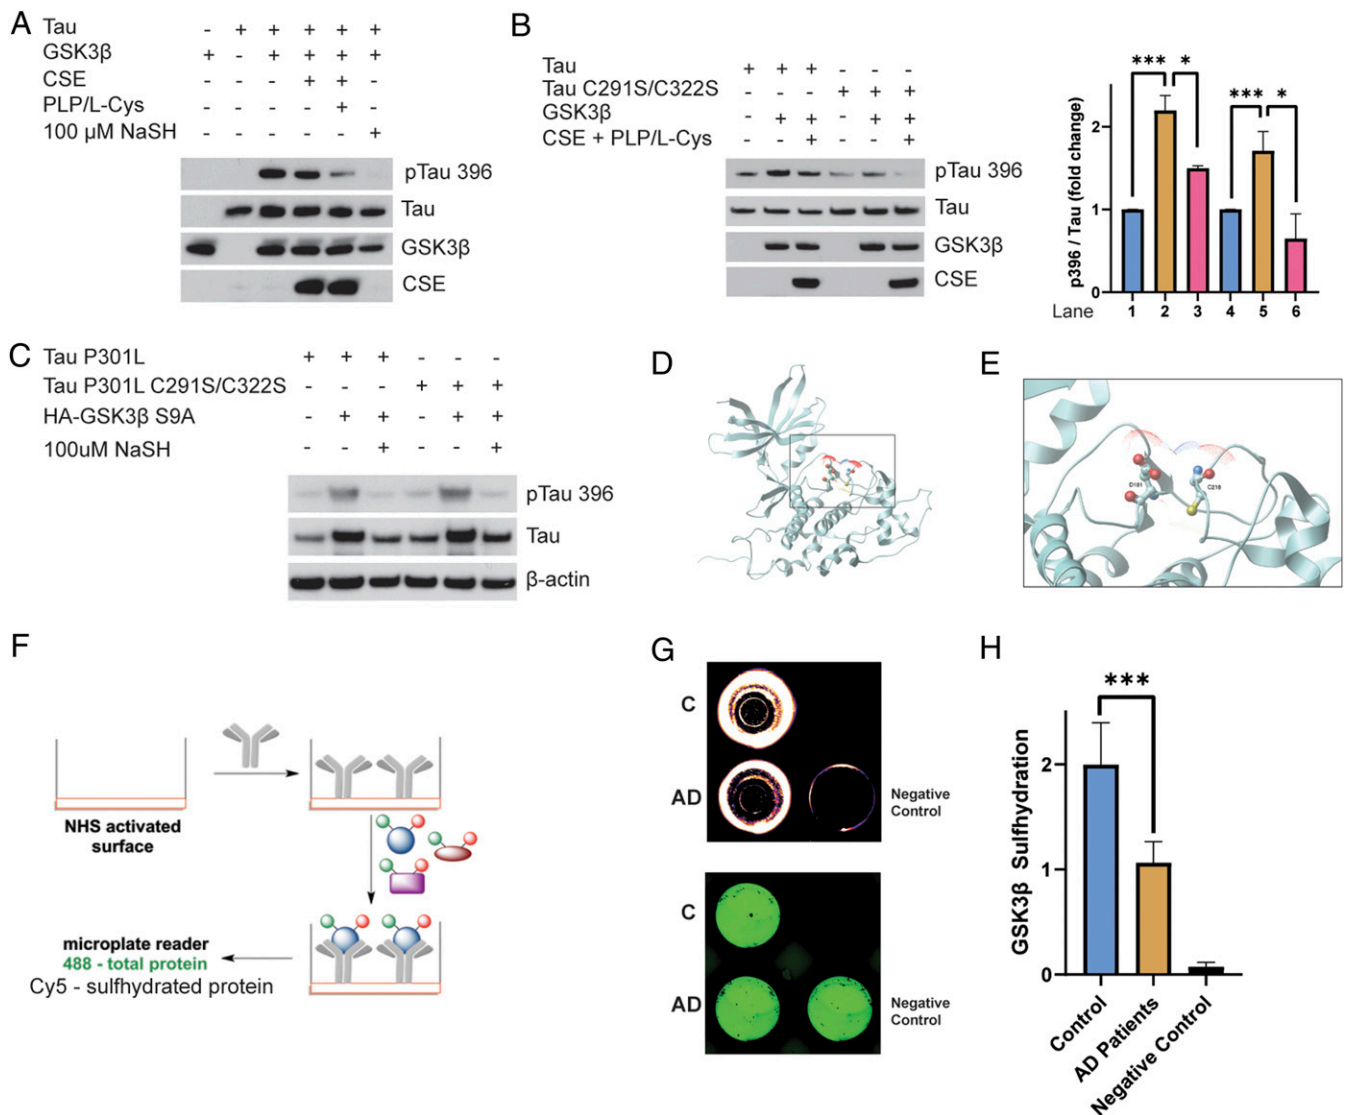 A
Tau - + + + + +
GSK3β + - + + + +
CSE - - - + + -
PLP/L-Cys - - - - + -
100 µM NaSH - - - - - +
pTau 396
Tau
GSK3β
CSE
B
Tau + + + - - -
Tau C291S/C322S - - - + + +
GSK3β - + + - + +
CSE + PLP/L-Cys - - + - - +
pTau 396
Tau
GSK3β
CSE
p396 / Tau (fold change)
*** * *** *
2
1
0
Lane 1 2 3 4 5 6
C
Tau P301L + + + - - -
Tau P301L C291S/C322S - - - + + +
HA-GSK3β S9A - + + - + +
100uM NaSH - - + - - +
pTau 396
Tau
β-actin
D
E
D181
C218
F
NHS activated
surface
microplate reader
488 - total protein
Cy5 - sulfhydrated protein
G
C
AD
Negative
Control
C
AD
Negative
Control
H
***
GSK3β Sulfhydration
2
1
0
Control
AD Patients
Negative Control